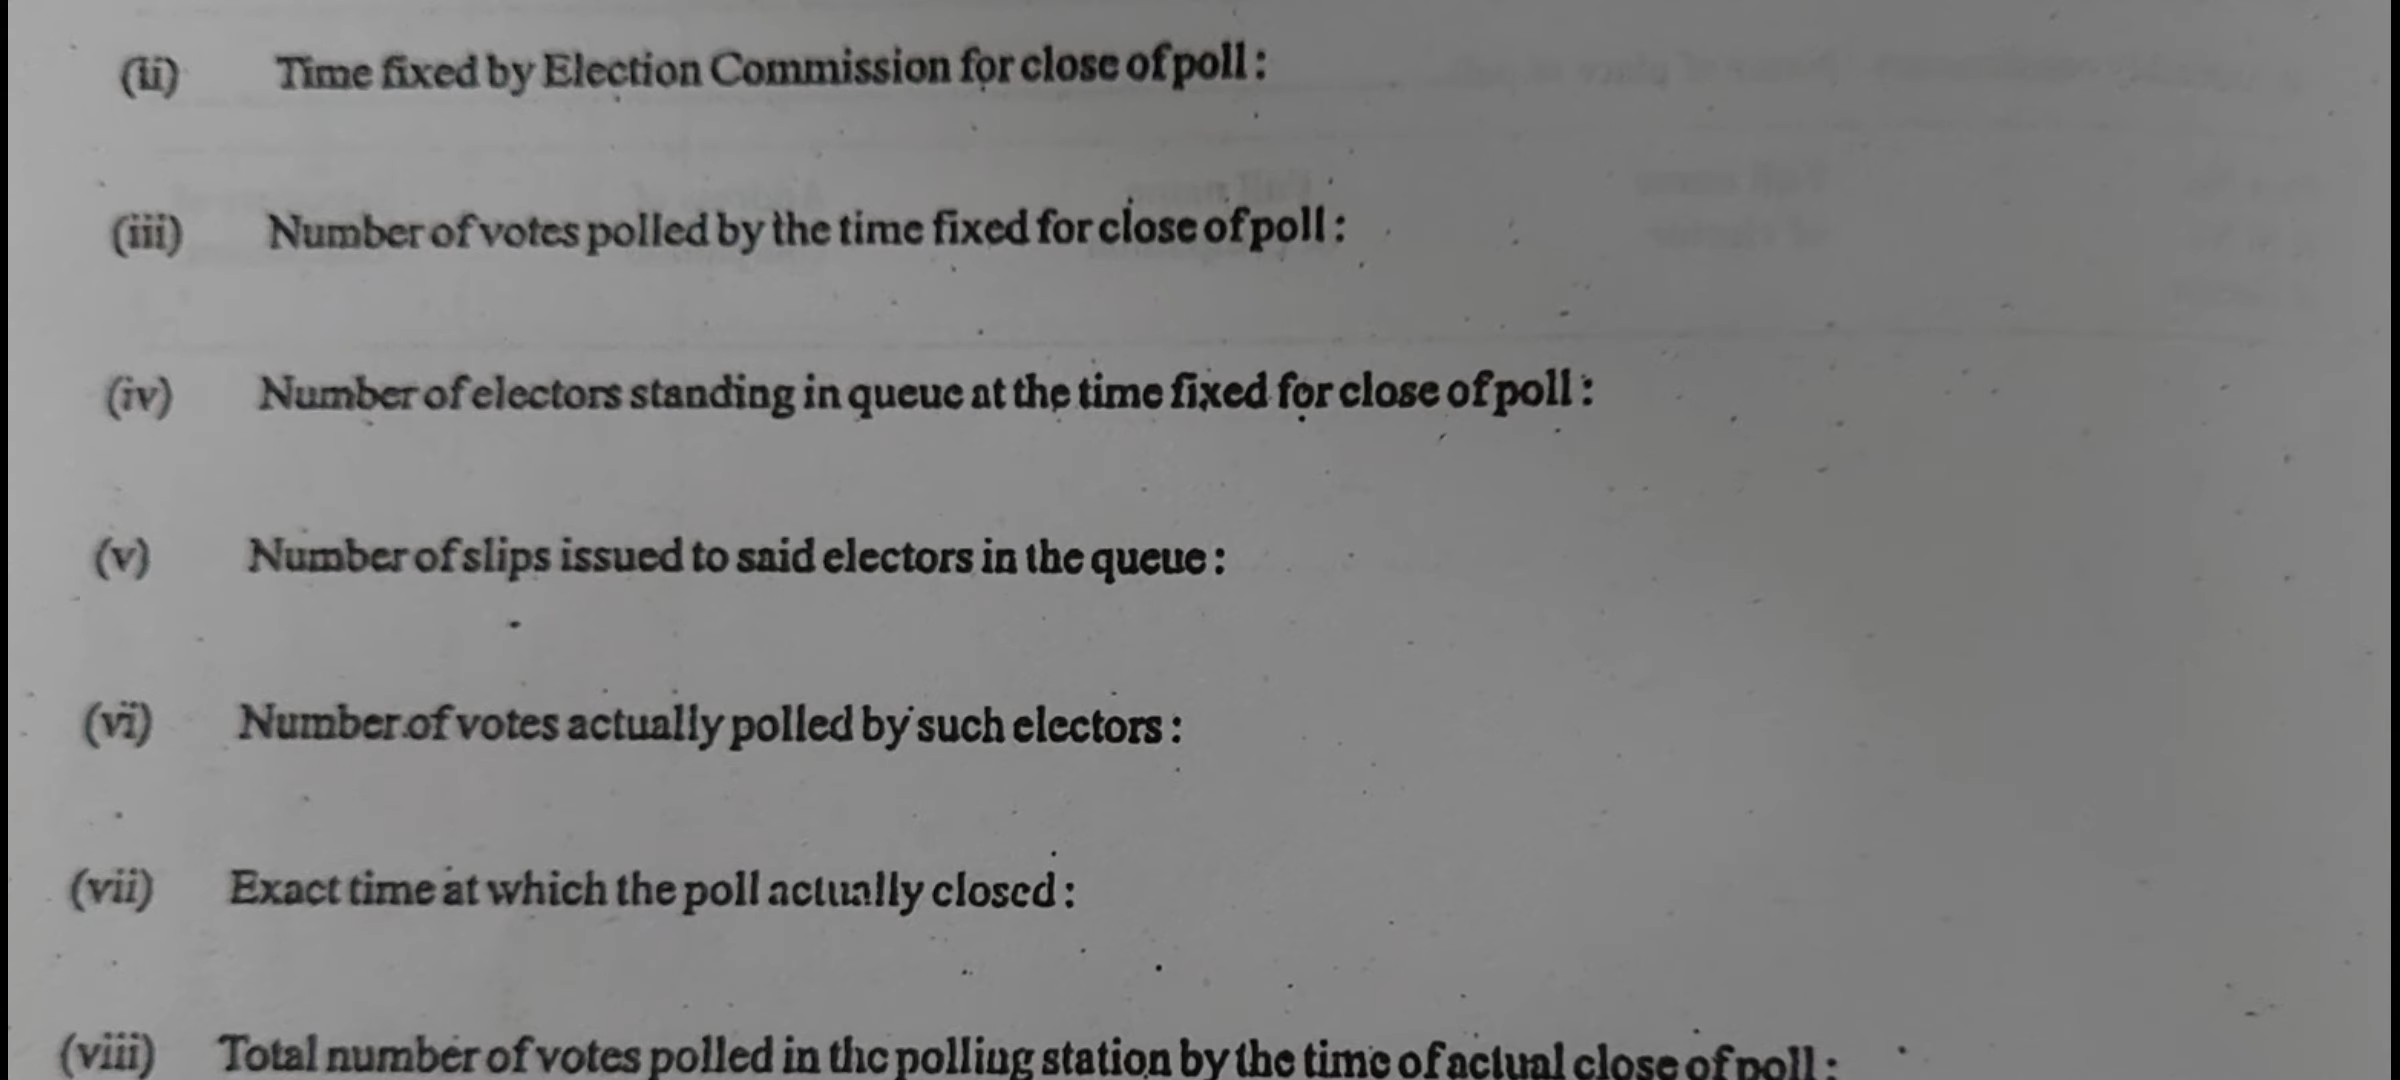 (ii) Time fixed by Election Commission for close of poll :
(iii) Number of votes polled by the time fixed for close of poll :
(iv) Number of electors standing in queue at the time fixed for close of poll :
(v) Number of slips issued to said electors in the queue :
(vi) Number of votes actually polled by such electors :
(vii) Exact time at which the poll actually closed :
(viii) Total number of votes polled in the polling station by the time of actual close of poll :